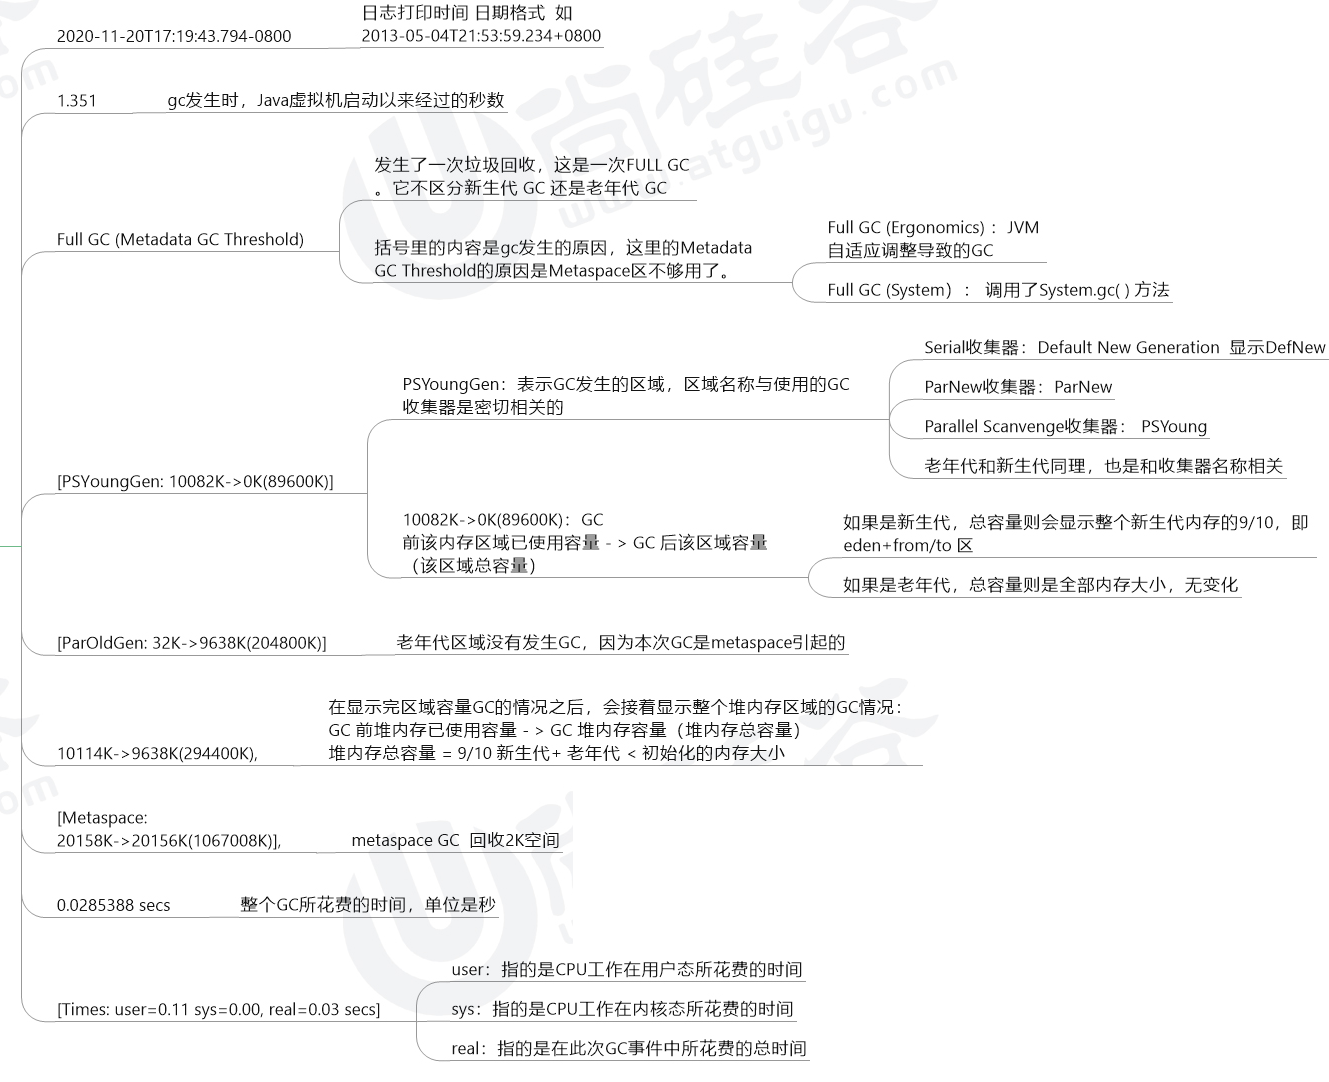 2020-11-20T17:19:43.794-0800
日志打印时间 日期格式 如
2013-05-04T21:53:59.234+0800
1.351
gc发生时，Java虚拟机启动以来经过的秒数
Full GC (Metadata GC Threshold)
发生了一次垃圾回收，这是一次FULL GC
。它不区分新生代 GC 还是老年代 GC
括号里的内容是gc发生的原因，这里的Metadata
GC Threshold的原因是Metaspace区不够用了。
Full GC (Ergonomics) ：JVM
自适应调整导致的GC
Full GC (System) ： 调用了System.gc( ) 方法
[PSYoungGen: 10082K->0K(89600K)]
PSYoungGen：表示GC发生的区域，区域名称与使用的GC
收集器是密切相关的
Serial收集器：Default New Generation 显示DefNew
ParNew收集器：ParNew
Parallel Scanvenge收集器： PSYoung
老年代和新生代同理，也是和收集器名称相关
10082K->0K(89600K)：GC
前该内存区域已使用容量 - > GC 后该区域容量
（该区域总容量）
如果是新生代，总容量则会显示整个新生代内存的9/10，即
eden+from/to 区
如果是老年代，总容量则是全部内存大小，无变化
[ParOldGen: 32K->9638K(204800K)]
老年代区域没有发生GC，因为本次GC是metaspace引起的
10114K->9638K(294400K),
在显示完区域容量GC的情况之后，会接着显示整个堆内存区域的GC情况：
GC 前堆内存已使用容量 - > GC 堆内存容量（堆内存总容量）
堆内存总容量 = 9/10 新生代+ 老年代 < 初始化的内存大小
[Metaspace:
20158K->20156K(1067008K)],
metaspace GC 回收2K空间
0.0285388 secs
整个GC所花费的时间，单位是秒
[Times: user=0.11 sys=0.00, real=0.03 secs]
user：指的是CPU工作在用户态所花费的时间
sys：指的是CPU工作在内核态所花费的时间
real：指的是在此次GC事件中所花费的总时间
尚硅谷
www.atguigu.com